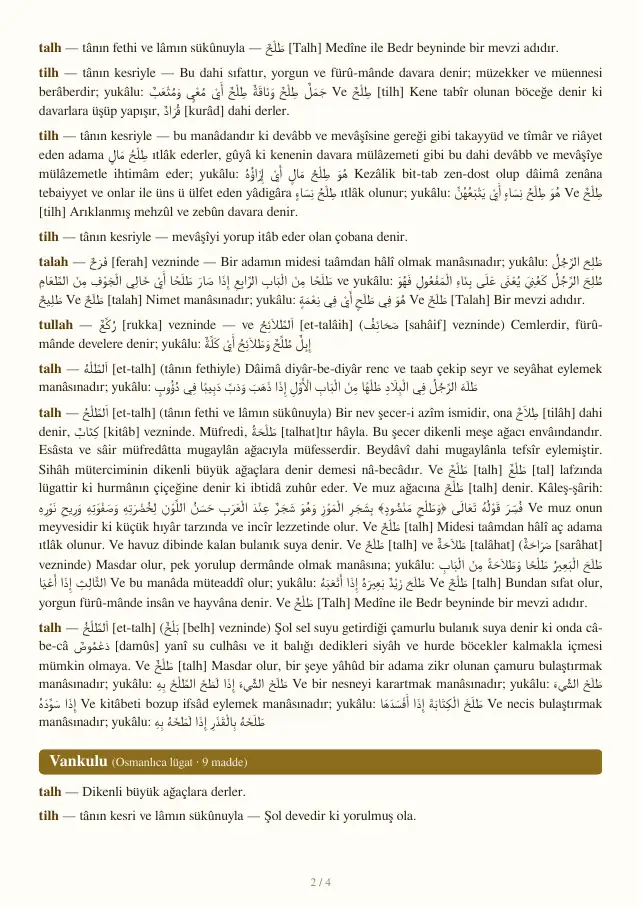 talh — tânın fethi ve lâmın sükûnuyla — طَلْحٌ [Talh] Medîne ile Bedr beyninde bir mevzi adıdır.
tilh — tânın kesriyle — Bu dahi sıfattır, yorgun ve fürû-mânde davara denir; müzekker ve müennesi
berâberdir; yukâlu: جَمَلٌ طِلْحٌ وَنَاقَةٌ طِلْحٌ أَيْ مُعْيٍ وَمُتْعَبٌ Ve طِلْحٌ [tilh] Kene tabîr olunan böceğe denir ki
davarlara üşüp yapışır, قُرَادٌ [kurâd] dahi derler.
tilh — tânın kesriyle — bu manâdandır ki devâbb ve mevâşîsine gereği gibi takayyüd ve tîmâr ve riâyet
eden adama طِلْحُ مَالٍ ıtlâk ederler, gûyâ ki kenenin davara mülâzemeti gibi bu dahi devâbb ve mevâşîye
mülâzemetle ihtimâm eder; yukâlu: هُوَ طِلْحُ مَالٍ أَيْ إِزَاؤُهُ Kezâlik bit-tab zen-dost olup dâimâ zenâna
tebaiyyet ve onlar ile üns ü ülfet eden yâdigâra طِلْحُ نِسَاءٍ ıtlâk olunur; yukâlu: هُوَ طِلْحُ نِسَاءٍ أَيْ يَتْبَعُهُنَّ Ve طِلْحٌ
[tilh] Arıklanmış mehzûl ve zebûn davara denir.
tilh — tânın kesriyle — mevâşîyi yorup itâb eder olan çobana denir.
talah — فَرَحٌ [ferah] vezninde — Bir adamın midesi taâmdan hâlî olmak manâsınadır; yukâlu: طَلِحَ الرَّجُلُ
طَلَحًا مِنَ الْبَابِ الرَّابِعِ إِذَا صَارَ طَلَحًا أَيْ خَالِي الْجَوْفِ مِنَ الطَّعَامِ ve yukâlu: طُلِحَ الرَّجُلُ كَعُنِيَ يُعْنَى عَلَى بِنَاءِ الْمَفْعُولِ فَهُوَ
طَلِيحٌ Ve طَلَحٌ [talah] Nimet manâsınadır; yukâlu: هُوَ فِي طَلَحٍ أَيْ فِي نِعْمَةٍ Ve طَلَحٌ [Talah] Bir mevzi adıdır.
tullah — رُكَّعٌ [rukka] vezninde — ve اَلطَّلاَئِحُ [et-talâih] (صَحَائِفُ [sahâif] vezninde) Cemlerdir, fürû-
mânde develere denir; yukâlu: إِبِلٌ طُلَّحٌ وَطَلاَئِحُ أَيْ كَلَّةٌ
talh — اَلطَّلْهُ [et-talh] (tânın fethiyle) Dâimâ diyâr-be-diyâr renc ve taab çekip seyr ve seyâhat eylemek
manâsınadır; yukâlu: طَلَهَ الرَّجُلُ فِي الْبِلاَدِ طَلْهًا مِنَ الْبَابِ الْأَوَّلِ إِذَا ذَهَبَ وَدَبَّ دَبِيبًا فِي دُؤُوبٍ
talh — اَلطَّلْحُ [et-talh] (tânın fethi ve lâmın sükûnuyla) Bir nev şecer-i azîm ismidir, ona طِلاَحٌ [tilâh] dahi
denir, كِتَابٌ [kitâb] vezninde. Müfredi, طَلْحَةٌ [talhat]tır hâyla. Bu şecer dikenli meşe ağacı envâındandır.
Esâsta ve sâir müfredâtta mugaylân ağacıyla müfesserdir. Beydâvî dahi mugaylânla tefsîr eylemiştir.
Sihâh müterciminin dikenli büyük ağaçlara denir demesi nâ-becâdır. Ve طَلْحٌ [talh] طَلْعٌ [tal] lafzında
lügattir ki hurmânın çiçeğine denir ki ibtidâ zuhûr eder. Ve muz ağacına طَلْحٌ [talh] denir. Kâleş-şârih:
فُسِّرَ قَوْلُهُ تَعَالَى ﴿وَطَلْحٍ مَنْضُودٍ﴾ بِشَجَرِ الْمَوْزِ وَهُوَ شَجَرٌ عِنْدَ الْعَرَبِ حَسَنُ اللَّوْنِ لِخُضْرَتِهِ وَصَفْوَتِهِ وَرِيحِ نَوْرِهِ Ve muz onun
meyvesidir ki küçük hıyâr tarzında ve incîr lezzetinde olur. Ve طَلْحٌ [talh] Midesi taâmdan hâlî aç adama
ıtlâk olunur. Ve havuz dibinde kalan bulanık suya denir. Ve طَلْحٌ [talh] ve طَلاَحَةٌ [talâhat] (صَرَاحَةٌ [sarâhat]
vezninde) Masdar olur, pek yorulup dermânde olmak manâsına; yukâlu: طَلَحَ الْبَعِيرُ طَلْحًا وَطَلاَحَةً مِنَ الْبَابِ
الثَّالِثِ إِذَا أَعْيَا Ve bu manâda müteaddî olur; yukâlu: طَلَحَ زَيْدٌ بَعِيرَهُ إِذَا أَتْعَبَهُ Ve طَلْحٌ [talh] Bundan sıfat olur,
yorgun fürû-mânde insân ve hayvâna denir. Ve طَلْحٌ [Talh] Medîne ile Bedr beyninde bir mevzi adıdır.
talh — اَلطَّلْخُ [et-talh] (بَلْخٌ [belh] vezninde) Şol sel suyu getirdiği çamurlu bulanık suya denir ki onda câ-
be-câ دَعْمُوصٌ [damûs] yanî su culhâsı ve it balığı dedikleri siyâh ve hurde böcekler kalmakla içmesi
mümkin olmaya. Ve طَلْخٌ [talh] Masdar olur, bir şeye yâhûd bir adama zikr olunan çamuru bulaştırmak
manâsınadır; yukâlu: طَلَخَ الشَّيْءَ إِذَا لَطَخَ الطَّلْخَ بِهِ Ve bir nesneyi karartmak manâsınadır; yukâlu: طَلَخَ الشَّيْءَ
إِذَا سَوَّدَهُ Ve kitâbeti bozup ifsâd eylemek manâsınadır; yukâlu: طَلَخَ الْكِتَابَةَ إِذَا أَفْسَدَهَا Ve necis bulaştırmak
manâsınadır; yukâlu: طَلَخَهُ بِالْقَذَرِ إِذَا لَطَخَهُ بِهِ
Vankulu (Osmanlıca lügat · 9 madde)
talh — Dikenli büyük ağaçlara derler.
tilh — tânın kesri ve lâmın sükûnuyla — Şol devedir ki yorulmuş ola.
2 / 4